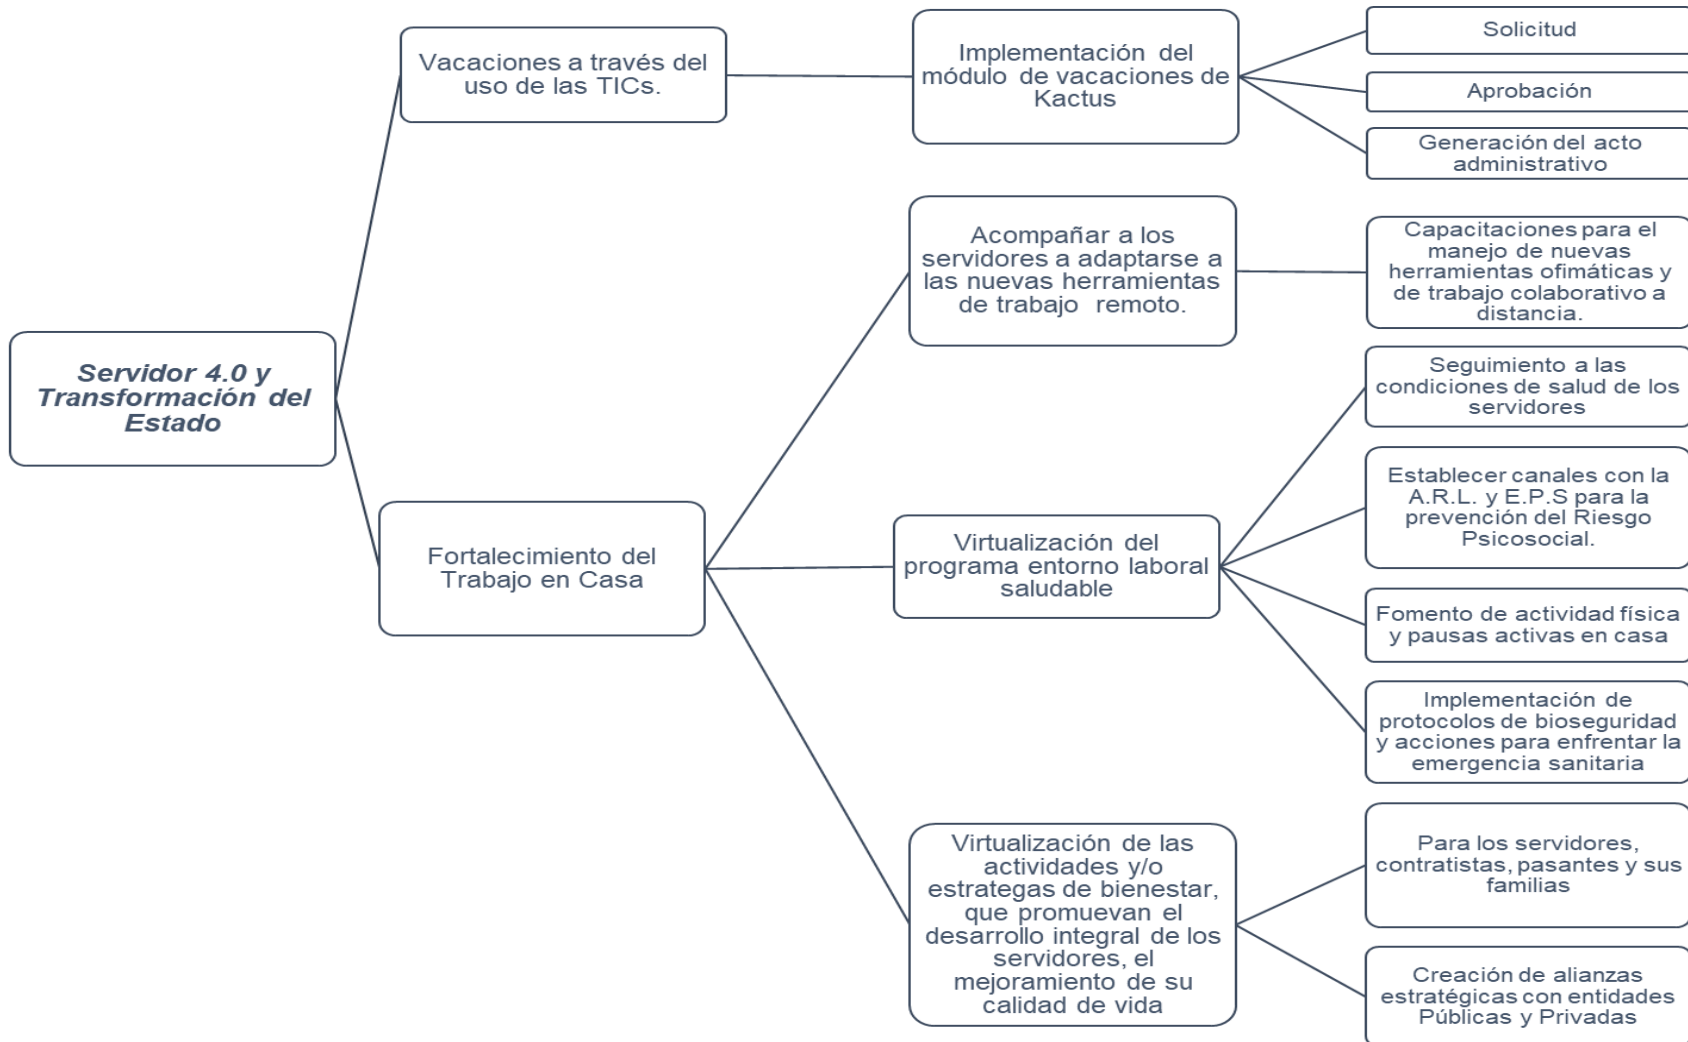 Servidor 4.0 y
Transformación del
Estado
Vacaciones a través del
uso de las TICs.
Implementación del
módulo de vacaciones de
Kactus
Solicitud
Aprobación
Generación del acto
administrativo
Fortalecimiento del
Trabajo en Casa
Acompañar a los
servidores a adaptarse a
las nuevas herramientas
de trabajo remoto.
Capacitaciones para el
manejo de nuevas
herramientas ofimáticas y
de trabajo colaborativo a
distancia.
Virtualización del
programa entorno laboral
saludable
Seguimiento a las
condiciones de salud de los
servidores
Establecer canales con la
A.R.L. y E.P.S para la
prevención del Riesgo
Psicosocial.
Fomento de actividad física
y pausas activas en casa
Implementación de
protocolos de bioseguridad
y acciones para enfrentar la
emergencia sanitaria
Virtualización de las
actividades y/o
estrategas de bienestar,
que promuevan el
desarrollo integral de los
servidores, el
mejoramiento de su
calidad de vida
Para los servidores,
contratistas, pasantes y sus
familias
Creación de alianzas
estratégicas con entidades
Públicas y Privadas